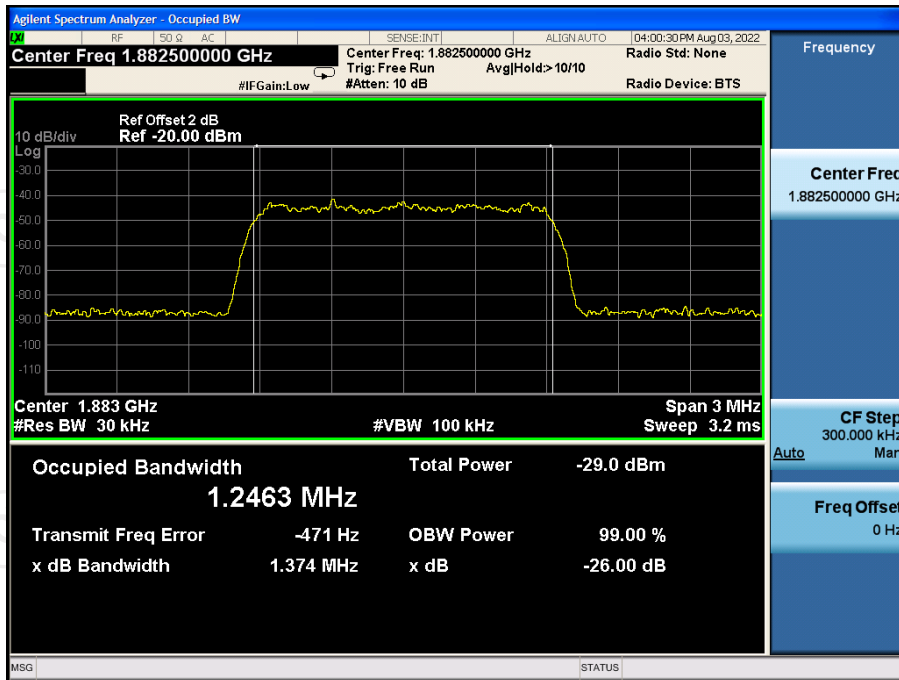 Agilent Spectrum Analyzer - Occupied BW
LXI RF 50 Ω AC SENSE:INT ALIGN AUTO 04:00:30 PM Aug 03, 2022
Center Freq 1.882500000 GHz
Center Freq: 1.882500000 GHz
Radio Std: None
Trig: Free Run Avg|Hold:> 10/10
#IFGain:Low
#Atten: 10 dB
Radio Device: BTS
Frequency
Ref Offset 2 dB
10 dB/div Ref -20.00 dBm
Log
-30.0
-40.0
-50.0
-60.0
-70.0
-80.0
-90.0
-100
-110
Center 1.883 GHz Span 3 MHz
#Res BW 30 kHz #VBW 100 kHz Sweep 3.2 ms
Center Freq
1.882500000 GHz
CF Step
300.000 kHz
Auto Man
Freq Offset
0 Hz
Occupied Bandwidth Total Power -29.0 dBm
1.2463 MHz
Transmit Freq Error -471 Hz OBW Power 99.00 %
x dB Bandwidth 1.374 MHz x dB -26.00 dB
MSG STATUS